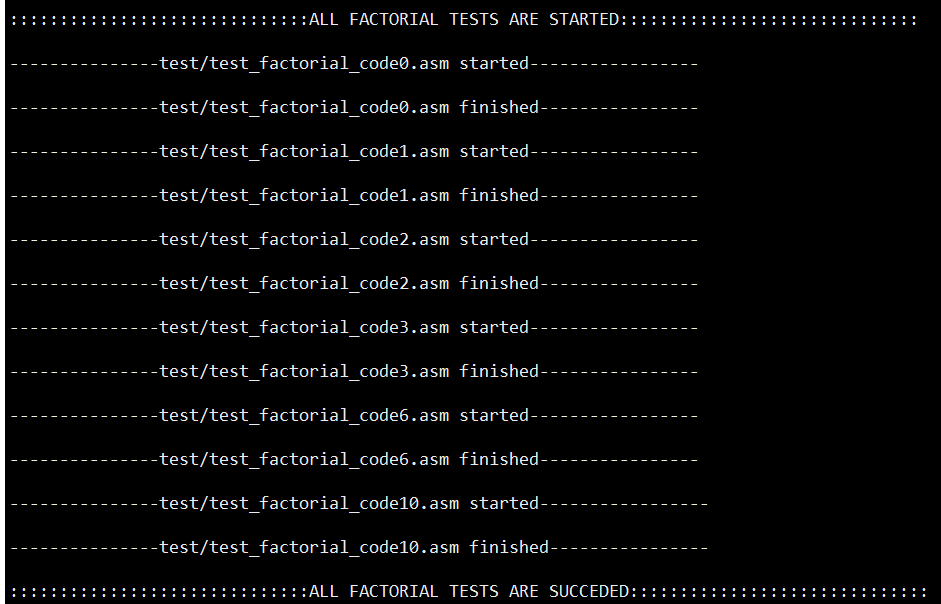 ::::::::::::::::::::::::::::::ALL FACTORIAL TESTS ARE STARTED::::::::::::::::::::::::::::::
---------------test/test_factorial_code0.asm started-----------------
---------------test/test_factorial_code0.asm finished----------------
---------------test/test_factorial_code1.asm started-----------------
---------------test/test_factorial_code1.asm finished----------------
---------------test/test_factorial_code2.asm started-----------------
---------------test/test_factorial_code2.asm finished----------------
---------------test/test_factorial_code3.asm started-----------------
---------------test/test_factorial_code3.asm finished----------------
---------------test/test_factorial_code6.asm started-----------------
---------------test/test_factorial_code6.asm finished----------------
---------------test/test_factorial_code10.asm started-----------------
---------------test/test_factorial_code10.asm finished----------------
::::::::::::::::::::::::::::::ALL FACTORIAL TESTS ARE SUCCEDED::::::::::::::::::::::::::::::